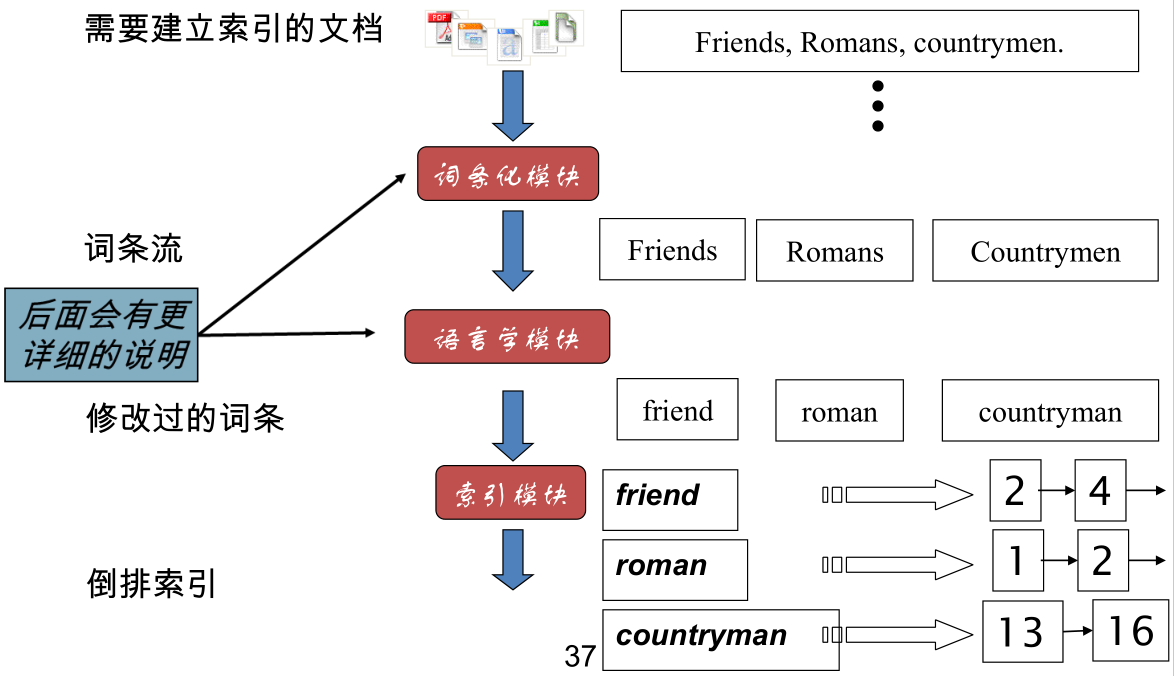 需要建立索引的文档
PDF
Friends, Romans, countrymen.
词条化模块
词条流
Friends
Romans
Countrymen
后面会有更
详细的说明
语言学模块
修改过的词条
friend
roman
countryman
索引模块
friend
2
4
roman
1
2
倒排索引
countryman
13
16
37